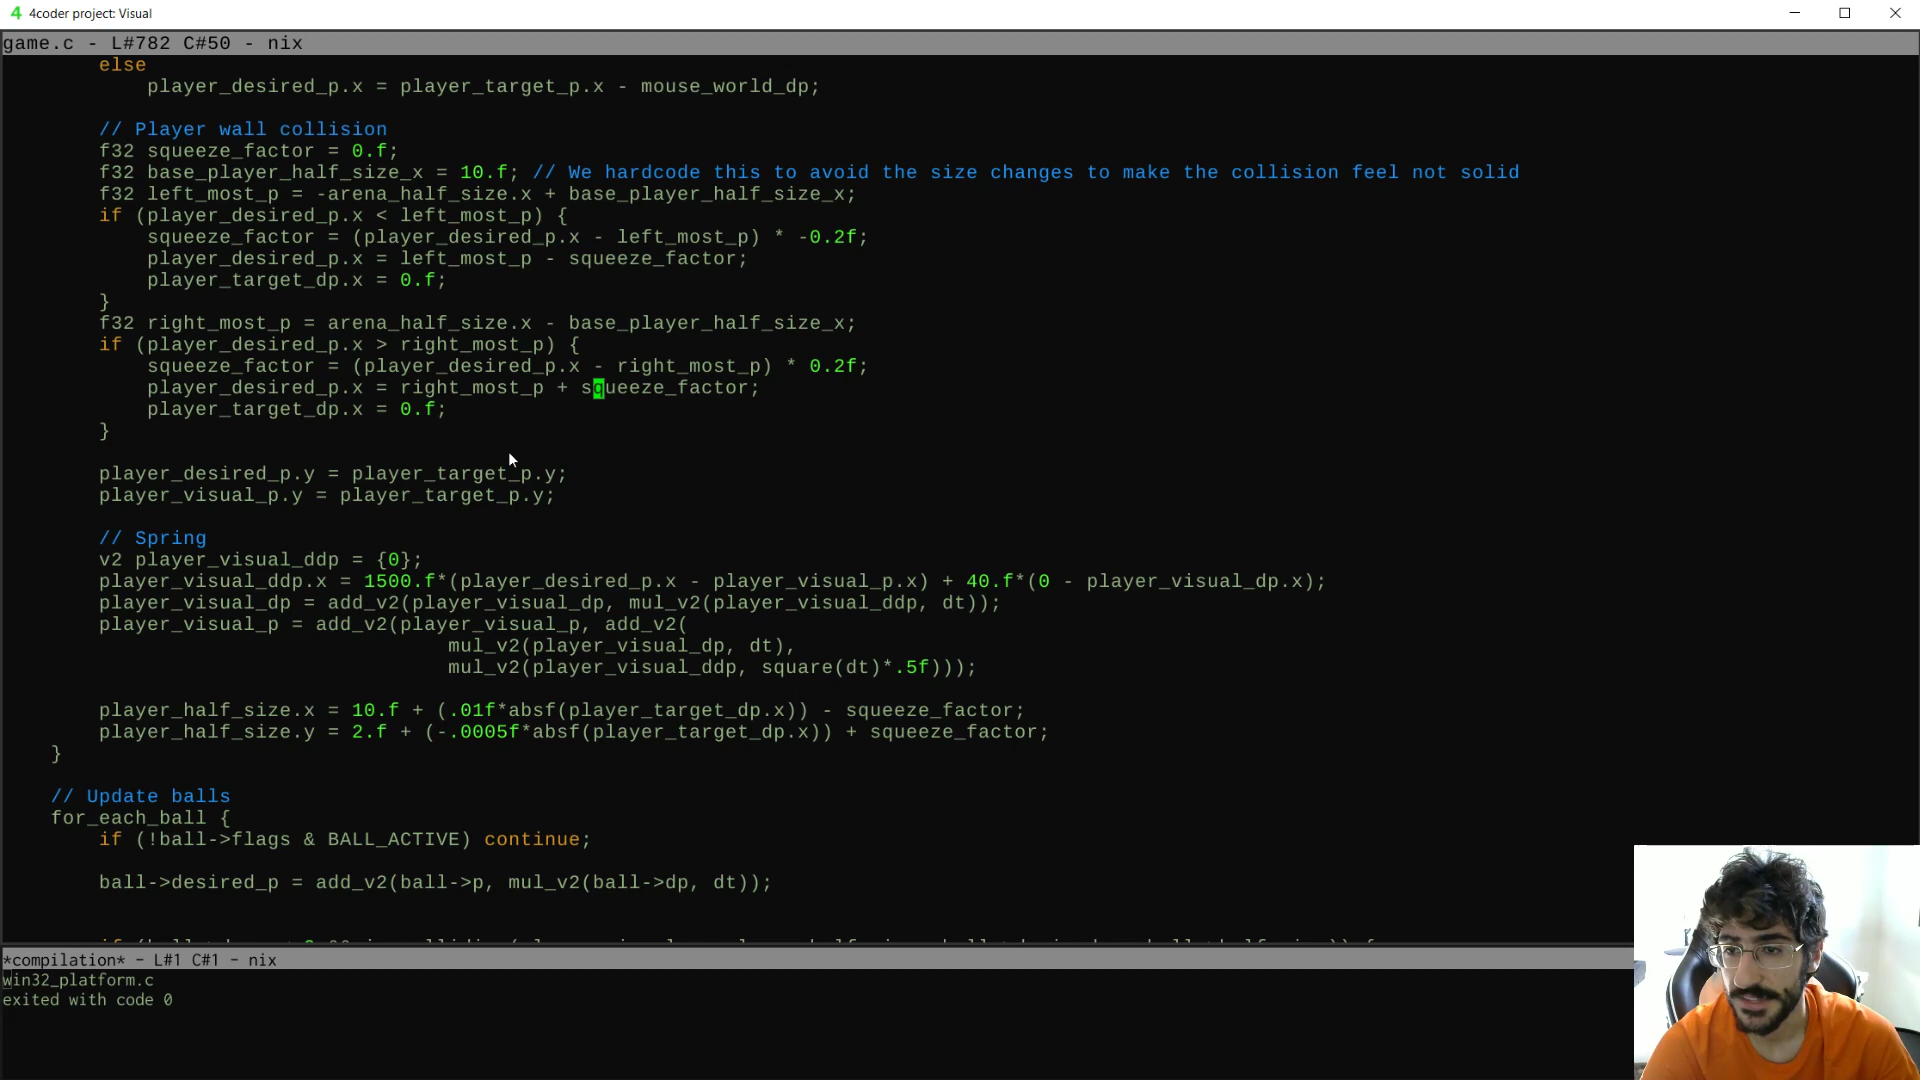 4coder project: Visual
game.c - L#782 C#50 - nix
else
player_desired_p.x = player_target_p.x - mouse_world_dp;
// Player wall collision
f32 squeeze_factor = 0.f;
f32 base_player_half_size_x = 10.f; // We hardcode this to avoid the size changes to make the collision feel not solid
f32 left_most_p = -arena_half_size.x + base_player_half_size_x;
if (player_desired_p.x < left_most_p) {
squeeze_factor = (player_desired_p.x - left_most_p) * -0.2f;
player_desired_p.x = left_most_p - squeeze_factor;
player_target_dp.x = 0.f;
}
f32 right_most_p = arena_half_size.x - base_player_half_size_x;
if (player_desired_p.x > right_most_p) {
squeeze_factor = (player_desired_p.x - right_most_p) * 0.2f;
player_desired_p.x = right_most_p + squeeze_factor;
player_target_dp.x = 0.f;
}
player_desired_p.y = player_target_p.y;
player_visual_p.y = player_target_p.y;
// Spring
v2 player_visual_ddp = {0};
player_visual_ddp.x = 1500.f*(player_desired_p.x - player_visual_p.x) + 40.f*(0 - player_visual_dp.x);
player_visual_dp = add_v2(player_visual_dp, mul_v2(player_visual_ddp, dt));
player_visual_p = add_v2(player_visual_p, add_v2(
mul_v2(player_visual_dp, dt),
mul_v2(player_visual_ddp, square(dt)*.5f)));
player_half_size.x = 10.f + (.01f*absf(player_target_dp.x)) - squeeze_factor;
player_half_size.y = 2.f + (-.0005f*absf(player_target_dp.x)) + squeeze_factor;
}
// Update balls
for_each_ball {
if (!ball->flags & BALL_ACTIVE) continue;
ball->desired_p = add_v2(ball->p, mul_v2(ball->dp, dt));
*compilation* - L#1 C#1 - nix
win32_platform.c
exited with code 0